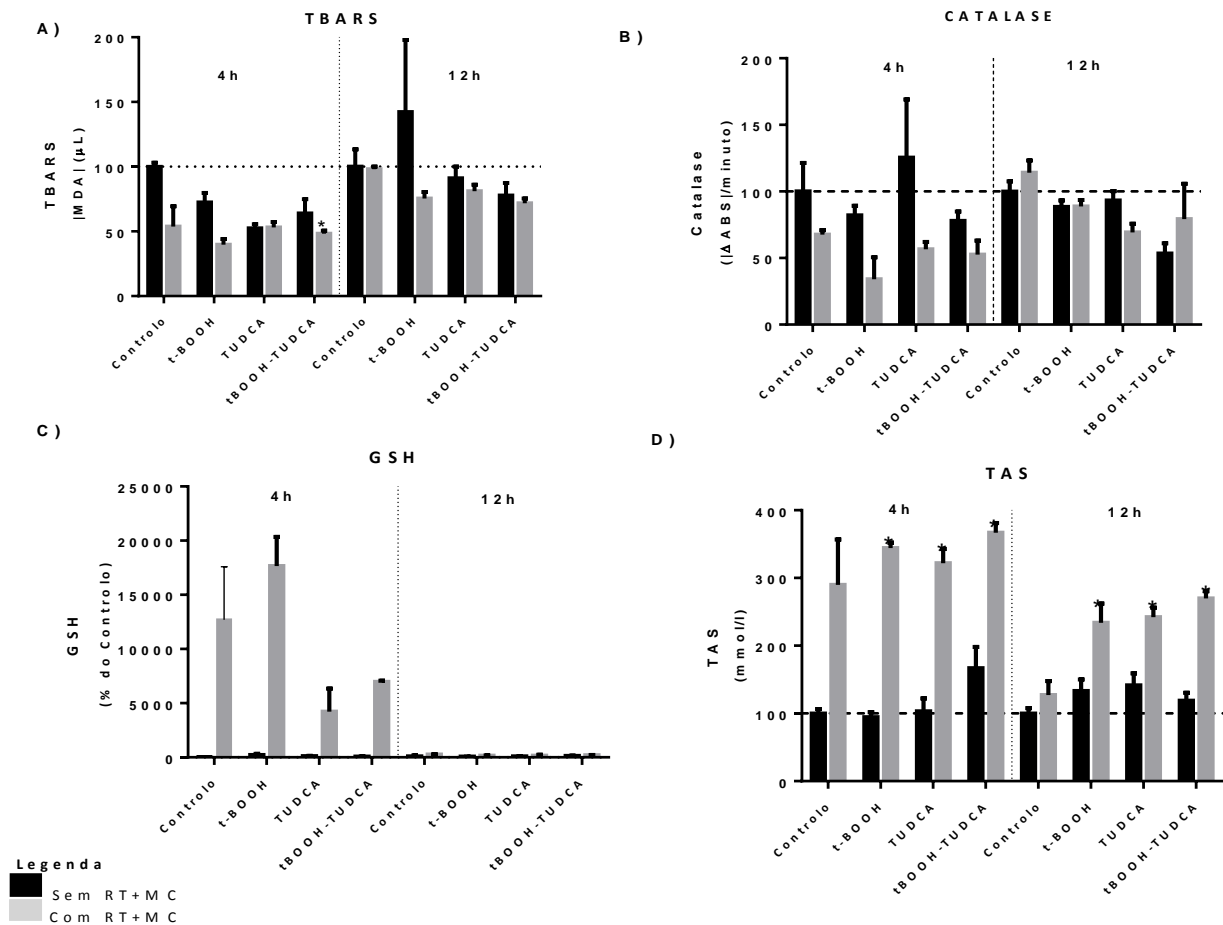 A)
TBARS
TBARS
|MDA| (µL)
200
150
100
50
0
4h
12h
*
Controlo
t-BOOH
TUDCA
tBOOH-TUDCA
Controlo
t-BOOH
TUDCA
tBOOH-TUDCA
B)
CATALASE
Catalase
(|Δ ABS|/minuto)
200
150
100
50
0
4h
12h
Controlo
t-BOOH
TUDCA
tBOOH-TUDCA
Controlo
t-BOOH
TUDCA
tBOOH-TUDCA
C)
GSH
GSH
(% do Controlo)
25000
20000
15000
10000
5000
0
4h
12h
Controlo
t-BOOH
TUDCA
tBOOH-TUDCA
Controlo
t-BOOH
TUDCA
tBOOH-TUDCA
D)
TAS
TAS
(mmol/l)
400
300
200
100
0
4h
12h
* * * * * *
Controlo
t-BOOH
TUDCA
tBOOH-TUDCA
Controlo
t-BOOH
TUDCA
tBOOH-TUDCA
Legenda
Sem RT+MC
Com RT+MC